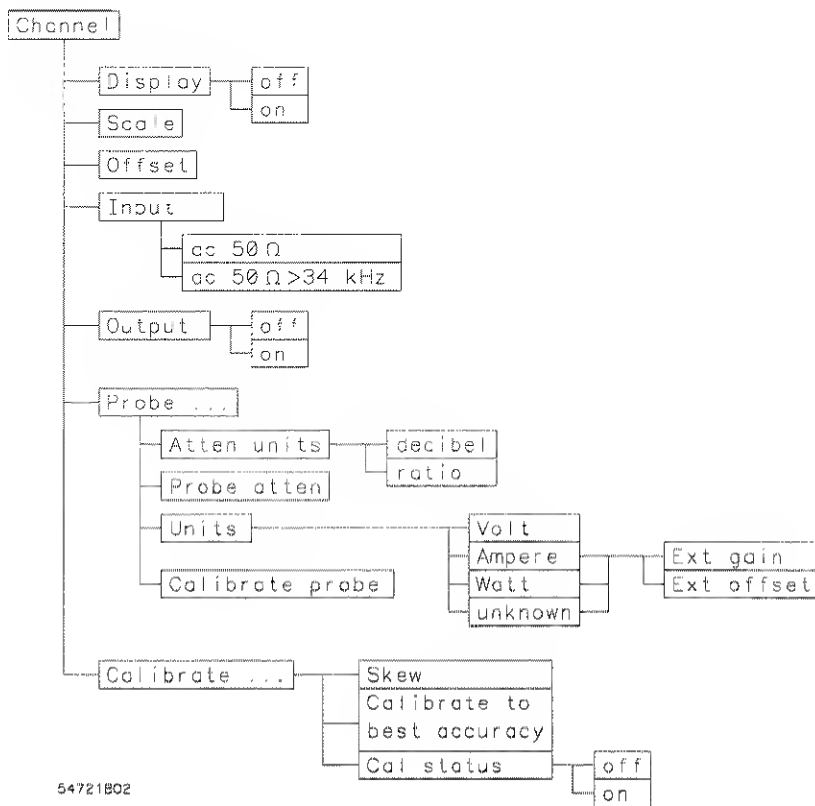 Channel
Display
off
on
Scale
Offset
Input
ac 50Ω
ac 50Ω>34 kHz
Output
off
on
Probe ...
Atten units
decibel
ratio
Probe atten
Units
Volt
Ampere
Watt
unknown
Ext gain
Ext offset
Calibrate probe
Calibrate ...
Skew
Calibrate to
best accuracy
Cal status
off
on
54721B02